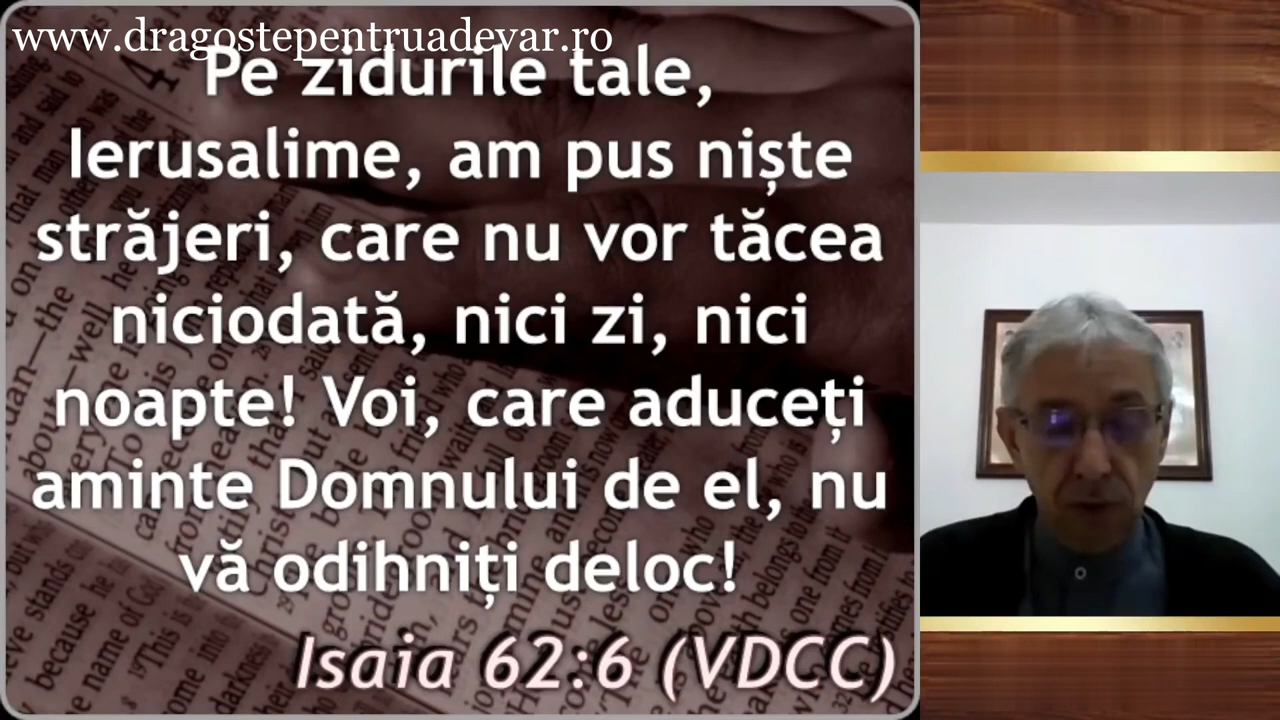 www.dragostepentruadevar.ro
Pe zidurile tale,
Ierusalime, am pus niște
străjeri, care nu vor tăcea
niciodată, nici zi, nici
noapte! Voi, care aduceți
aminte Domnului de el, nu
vă odihniți deloc!
Isaia 62:6 (VDCC)